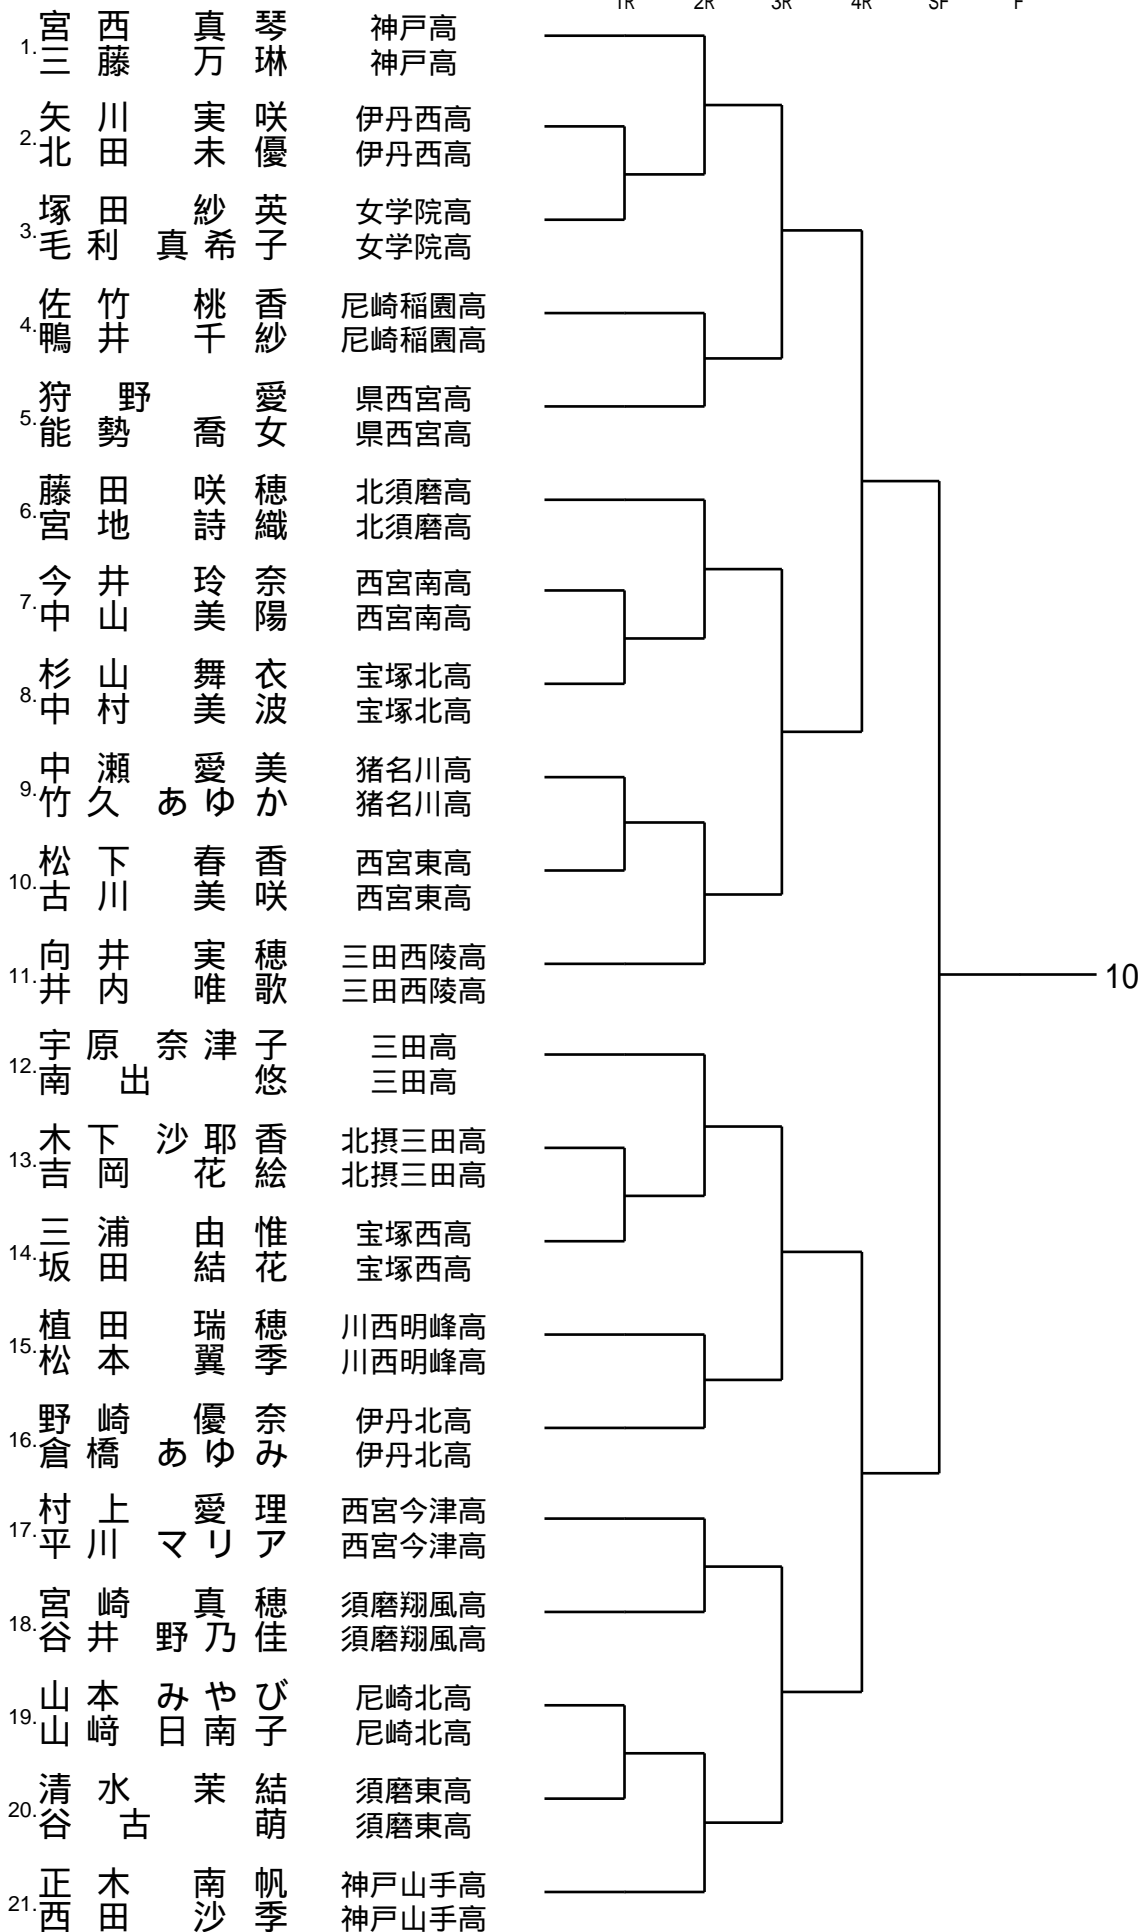 1R 2R 3R 4R SF F
1. 宮西 真琴 神戸高
三藤 万琳 神戸高
2. 矢川 実咲 伊丹西高
北田 未優 伊丹西高
3. 塚田 紗英 女学院高
毛利 真希子 女学院高
4. 佐竹 桃香 尼崎稲園高
鴨井 千紗 尼崎稲園高
5. 狩野 愛 県西宮高
能勢 喬女 県西宮高
6. 藤田 咲穂 北須磨高
宮地 詩織 北須磨高
7. 今井 玲奈 西宮南高
中山 美陽 西宮南高
8. 杉山 舞衣 宝塚北高
中村 美波 宝塚北高
9. 中瀬 愛美 猪名川高
竹久 あゆか 猪名川高
10. 松下 春香 西宮東高
古川 美咲 西宮東高
11. 向井 実穂 三田西陵高
井内 唯歌 三田西陵高
10
12. 宇原 奈津子 三田高
南出 悠 三田高
13. 木下 沙耶香 北摂三田高
吉岡 花絵 北摂三田高
14. 三浦 由惟 宝塚西高
坂田 結花 宝塚西高
15. 植田 瑞穂 川西明峰高
松本 翼季 川西明峰高
16. 野崎 優奈 伊丹北高
倉橋 あゆみ 伊丹北高
17. 村上 愛理 西宮今津高
平川 マリア 西宮今津高
18. 宮崎 真穂 須磨翔風高
谷井 野乃佳 須磨翔風高
19. 山本 みやび 尼崎北高
山﨑 日南子 尼崎北高
20. 清水 茉結 須磨東高
谷古 萌 須磨東高
21. 正木 南帆 神戸山手高
西田 沙季 神戸山手高